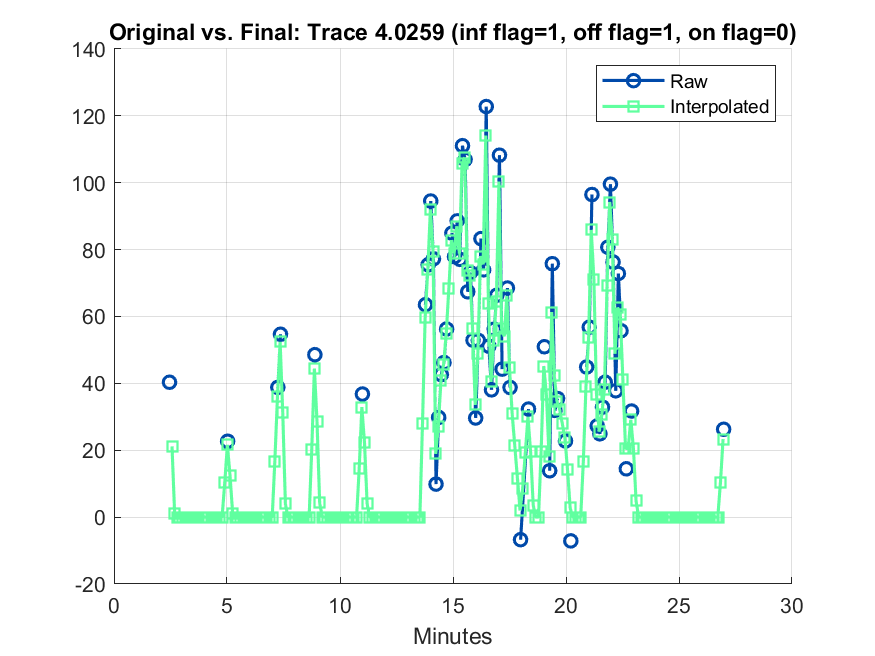 Original vs. Final: Trace 4.0259 (inf flag=1, off flag=1, on flag=0)
140
120
100
80
60
40
20
0
-20
0 5 10 15 20 25 30
Minutes
Raw
Interpolated